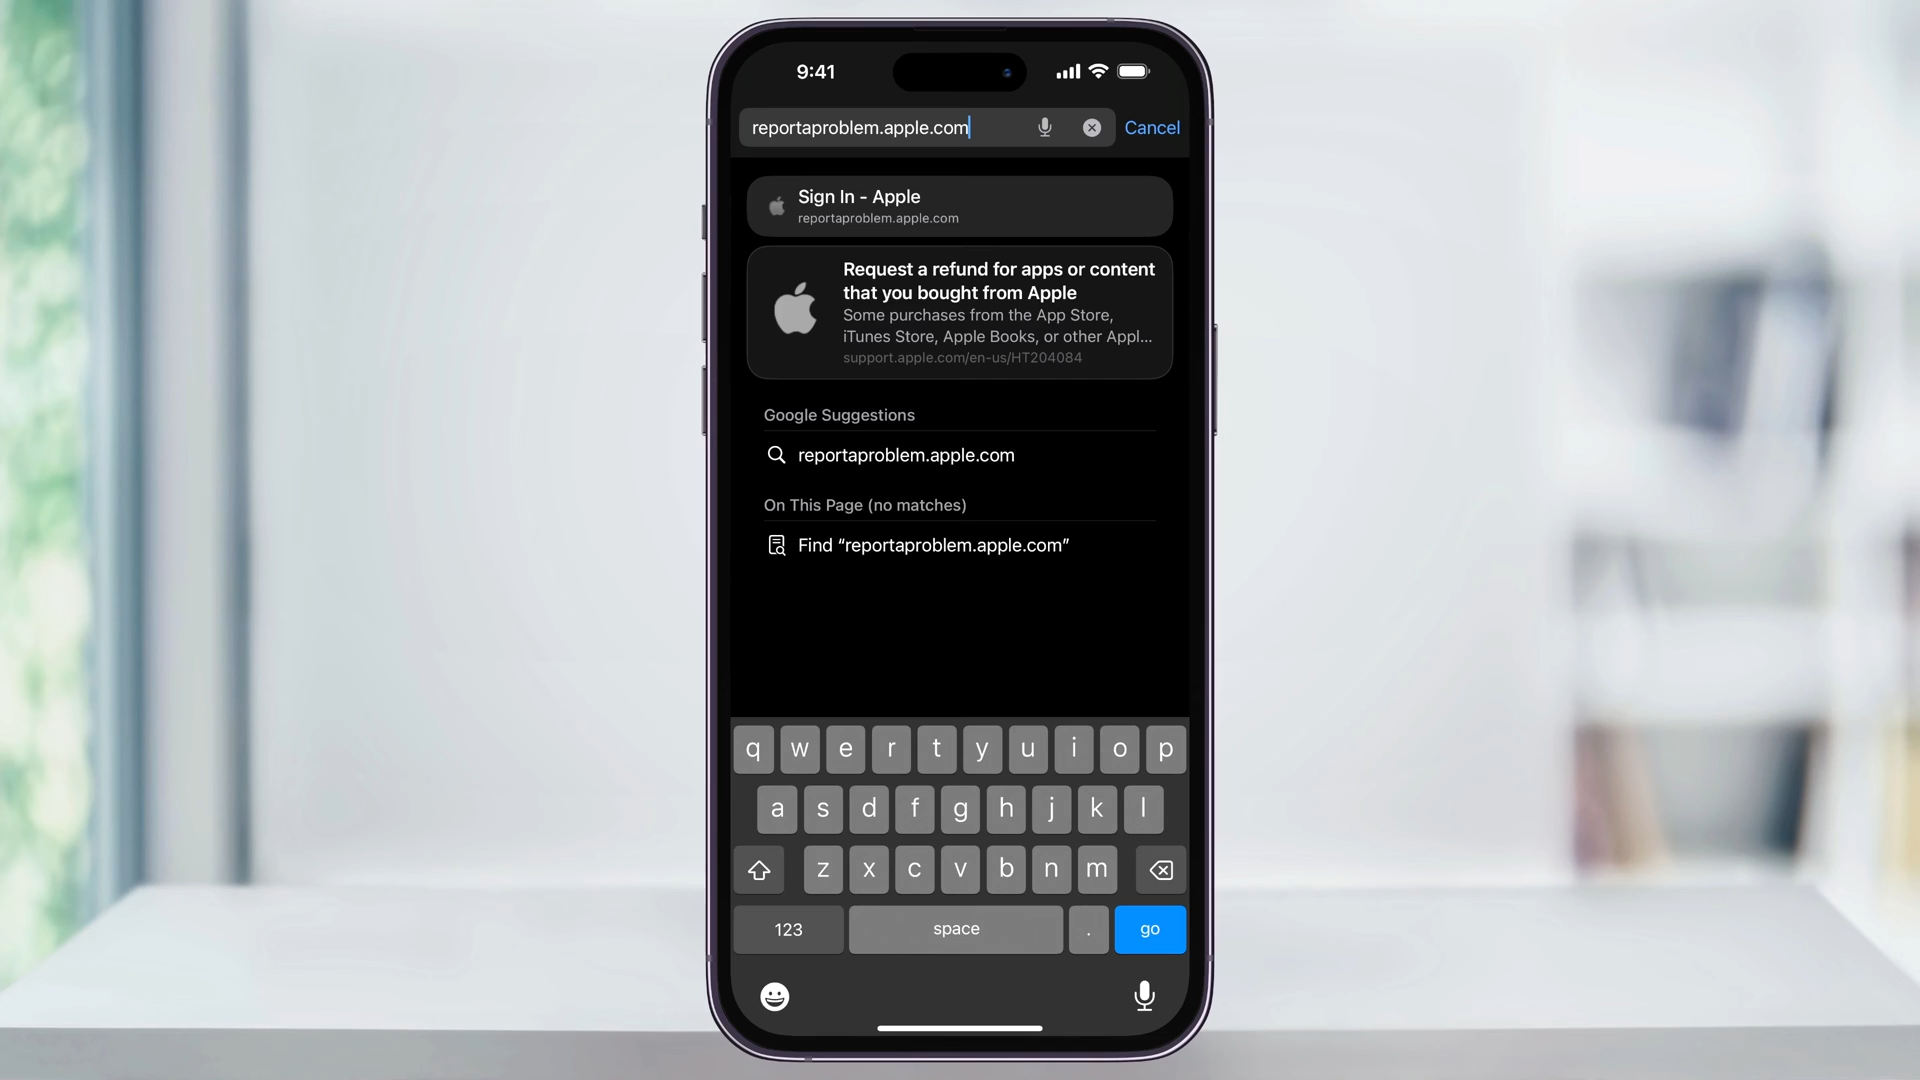 9:41
reportaproblem.apple.com
Cancel
Sign In - Apple
reportaproblem.apple.com
Request a refund for apps or content
that you bought from Apple
Some purchases from the App Store,
iTunes Store, Apple Books, or other Appl...
support.apple.com/en-us/HT204084
Google Suggestions
reportaproblem.apple.com
On This Page (no matches)
Find “reportaproblem.apple.com”
q w e r t y u i o p
a s d f g h j k l
z x c v b n m
123 space . go